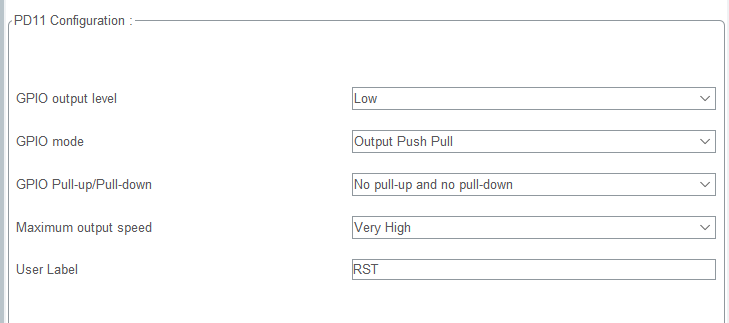 PD11 Configuration :
GPIO output level Low
GPIO mode Output Push Pull
GPIO Pull-up/Pull-down No pull-up and no pull-down
Maximum output speed Very High
User Label RST